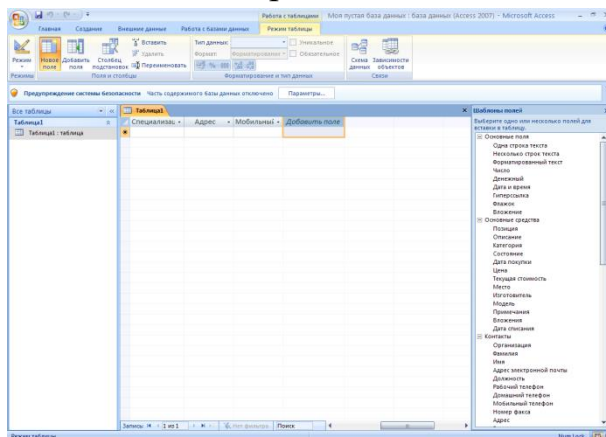 Работа с таблицами
Моя пустая база данных : база данных (Access 2007) - Microsoft Access
Главная Создание Внешние данные Работа с базами данных Режим таблицы
Режим
Новое поле
Добавить поля
Столбец подстановок
Вставить
Удалить
Переименовать
Тип данных:
Формат: Форматирование
Уникальное
Обязательное
Схема данных
Зависимости объектов
Режимы Поля и столбцы Форматирование и тип данных Связи
Предупреждение системы безопасности Часть содержимого базы данных отключено Параметры...
Все таблицы
Таблица1
Таблица1 : таблица
Таблица1
Специализац Адрес Мобильный Добавить поле
Шаблоны полей
Выберите одно или несколько полей для вставки в таблицу.
Основные поля
Одна строка текста
Несколько строк текста
Форматированный текст
Число
Денежный
Дата и время
Гиперссылка
Флажок
Вложение
Основные средства
Позиция
Описание
Категория
Состояние
Дата покупки
Цена
Текущая стоимость
Место
Изготовитель
Модель
Примечания
Вложения
Дата списания
Контакты
Организация
Фамилия
Имя
Адрес электронной почты
Должность
Рабочий телефон
Домашний телефон
Мобильный телефон
Номер факса
Адрес
Запись: 1 из 1 Нет фильтра Поиск
Режим таблицы
Num Lock